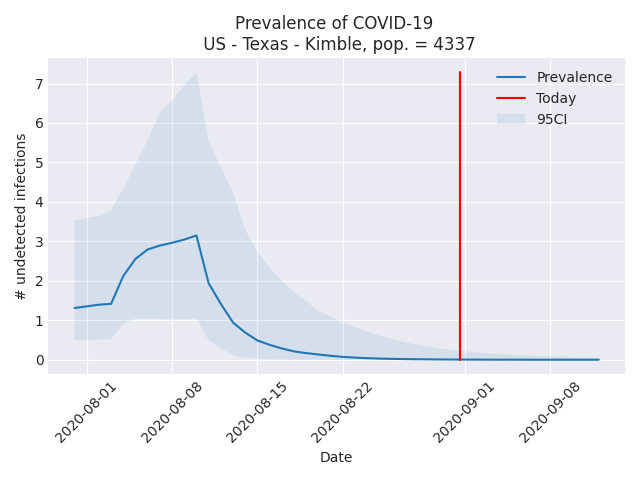 Prevalence of COVID-19
US - Texas - Kimble, pop. = 4337
Prevalence
Today
95CI
# undetected infections
7
6
5
4
3
2
1
0
2020-08-01
2020-08-08
2020-08-15
2020-08-22
2020-09-01
2020-09-08
Date